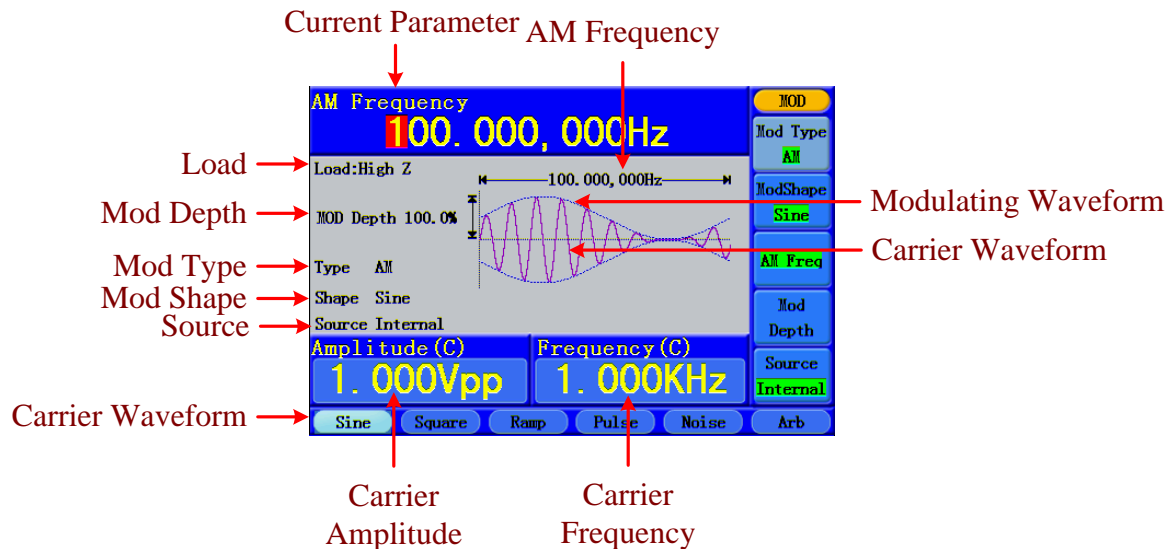 Current Parameter
AM Frequency
AM Frequency
100.000,000Hz
MOD
Mod Type
AM
ModShape
Sine
AM Freq
Mod
Depth
Source
Internal
Load
Load:High Z
100.000,000Hz
Mod Depth
MOD Depth 100.0%
Modulating Waveform
Carrier Waveform
Mod Type
Type AM
Mod Shape
Shape Sine
Source
Source Internal
Amplitude(C)
Frequency(C)
1.000Vpp
1.000KHz
Carrier Waveform
Sine Square Ramp Pulse Noise Arb
Carrier
Amplitude
Carrier
Frequency